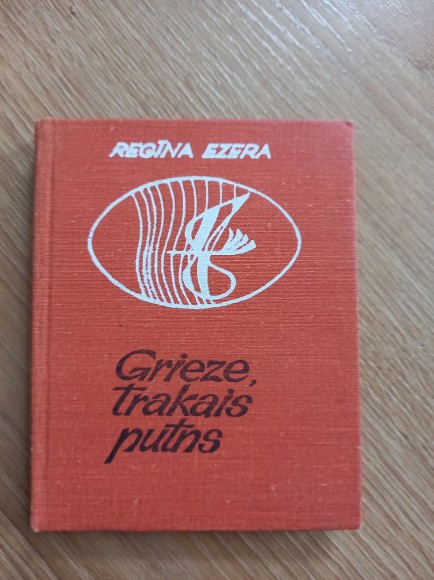 REGĪNA EZERA
Grieze,
trakais
putns